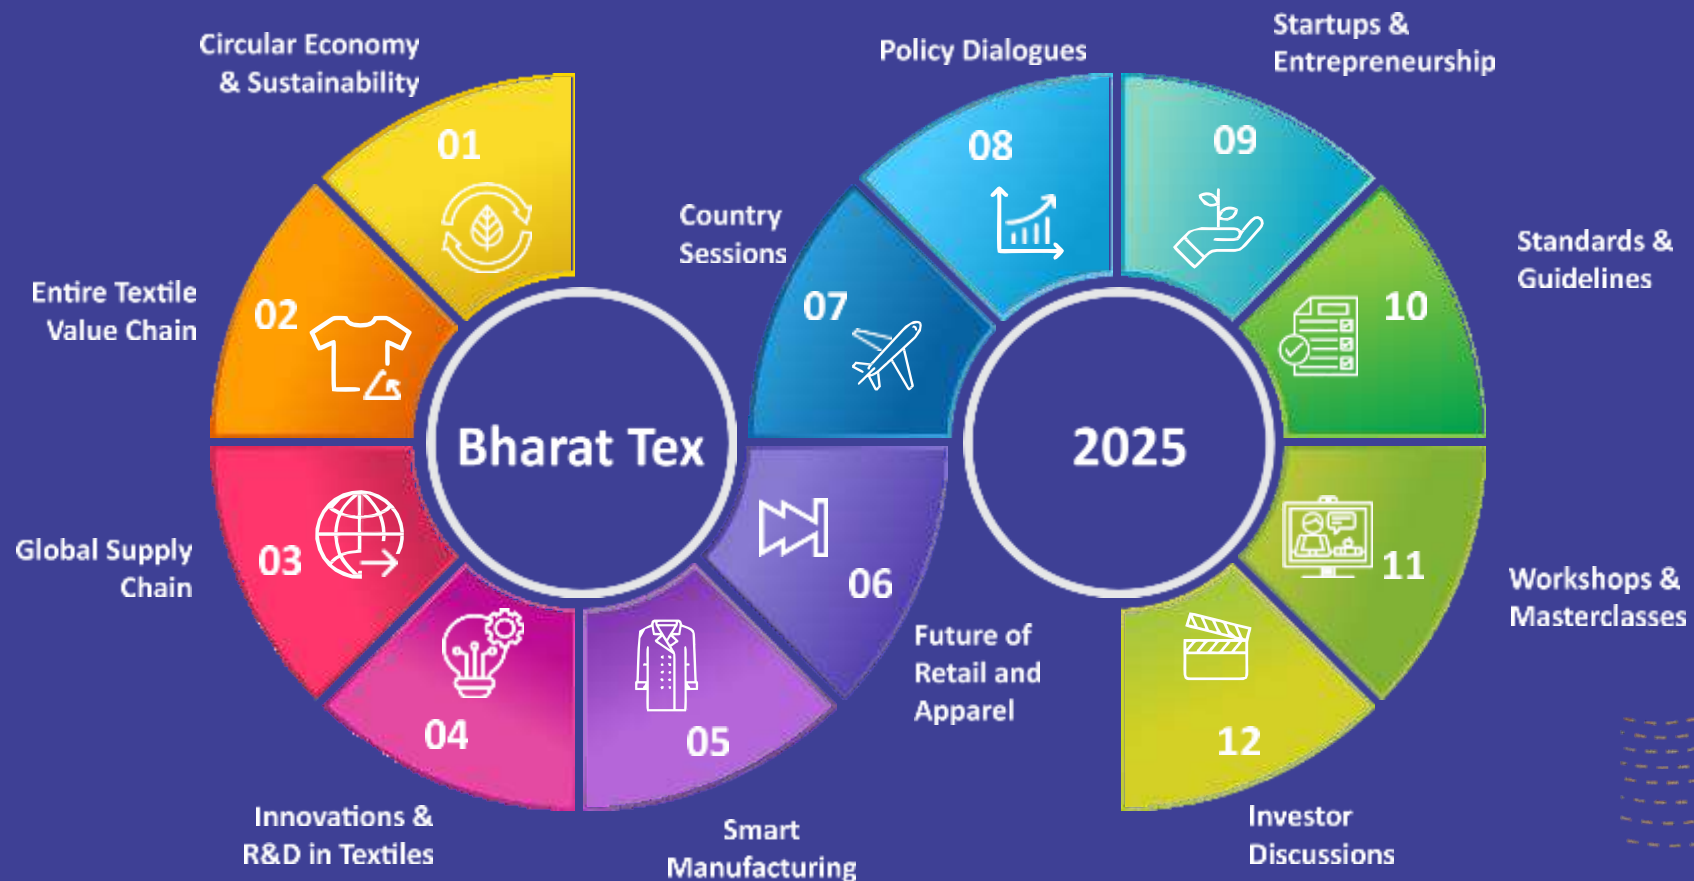 Circular Economy
& Sustainability
01
Entire Textile
Value Chain
02
Global Supply
Chain
03
Innovations &
R&D in Textiles
04
Smart
Manufacturing
05
Future of
Retail and
Apparel
06
Country
Sessions
07
Policy Dialogues
08
Startups &
Entrepreneurship
09
Standards &
Guidelines
10
Workshops &
Masterclasses
11
Investor
Discussions
12
Bharat Tex
2025